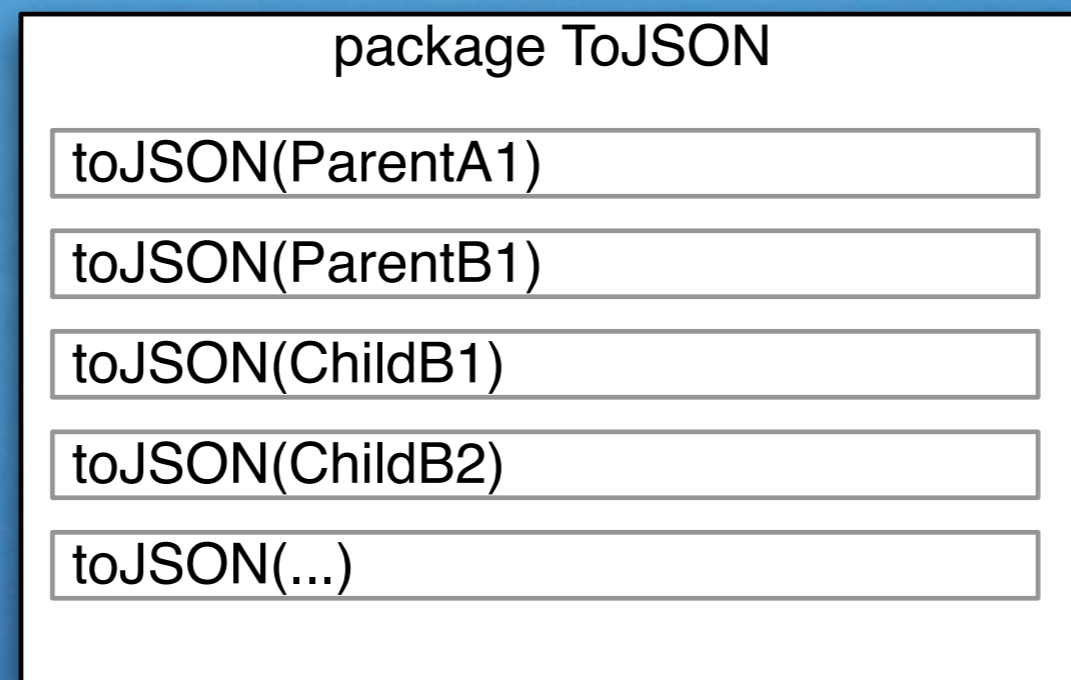 package ToJSON
toJSON(ParentA1)
toJSON(ParentB1)
toJSON(ChildB1)
toJSON(ChildB2)
toJSON(...)